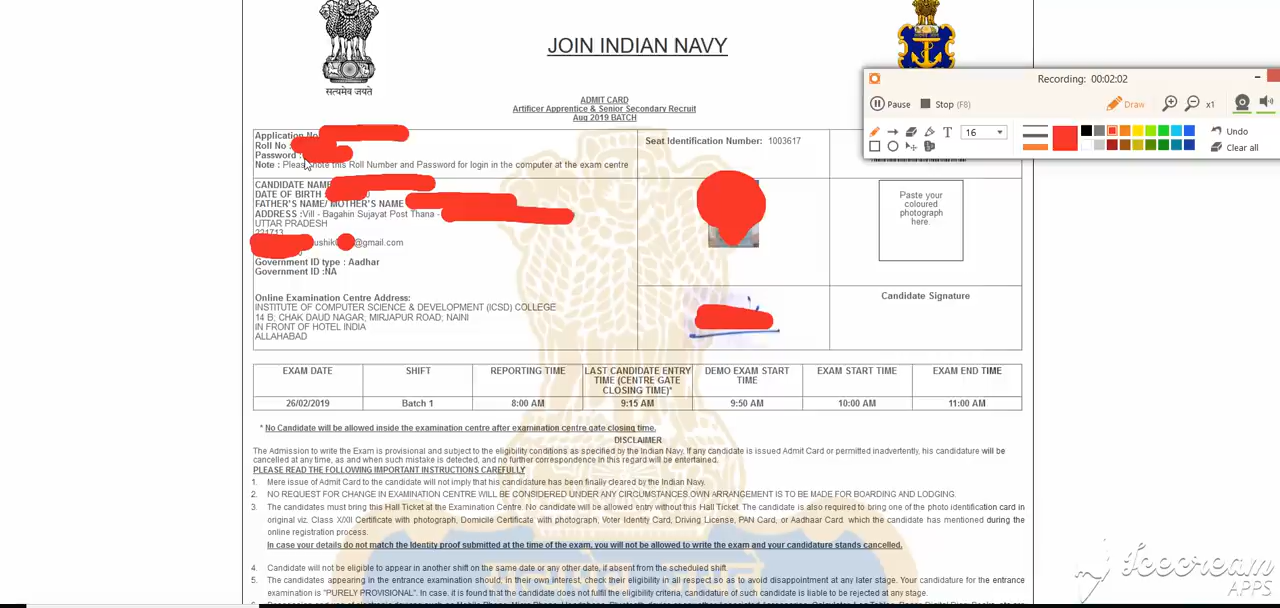 JOIN INDIAN NAVY
सत्यमेव जयते
ADMIT CARD
Artificer Apprentice & Senior Secondary Recruit
Aug 2019 BATCH
Recording: 00:02:02
Pause Stop (F8) Draw x1
16 Undo
Clear all
Application No
Roll No :
Password :
Note : Please note this Roll Number and Password for login in the computer at the exam centre
Seat Identification Number: 1003617
CANDIDATE NAME
DATE OF BIRTH
FATHER'S NAME/ MOTHER'S NAME
ADDRESS :Vill - Bagahin Sujayat Post Thana -
UTTAR PRADESH
221713
@gmail.com
Government ID type : Aadhar
Government ID :NA
Paste your
coloured
photograph
here.
Online Examination Centre Address:
INSTITUTE OF COMPUTER SCIENCE & DEVELOPMENT (ICSD) COLLEGE
14 B, CHAK DAUD NAGAR, MIRJAPUR ROAD, NAINI
IN FRONT OF HOTEL INDIA
ALLAHABAD
Candidate Signature
EXAM DATE SHIFT REPORTING TIME LAST CANDIDATE ENTRY TIME (CENTRE GATE CLOSING TIME)* DEMO EXAM START TIME EXAM START TIME EXAM END TIME
26/02/2019 Batch 1 8:00 AM 9:15 AM 9:50 AM 10:00 AM 11:00 AM
* No Candidate will be allowed inside the examination centre after examination centre gate closing time.
DISCLAIMER
The Admission to write the Exam is provisional and subject to the eligibility conditions as specified by the Indian Navy. If any candidate is issued Admit Card or permitted inadvertently, his candidature will be
cancelled at any time, as and when such mistake is detected, and no further correspondence in this regard will be entertained.
PLEASE READ THE FOLLOWING IMPORTANT INSTRUCTIONS CAREFULLY
1. Mere issue of Admit Card to the candidate will not imply that his candidature has been finally cleared by the Indian Navy.
2. NO REQUEST FOR CHANGE IN EXAMINATION CENTRE WILL BE CONSIDERED UNDER ANY CIRCUMSTANCES.OWN ARRANGEMENT IS TO BE MADE FOR BOARDING AND LODGING.
3. The candidates must bring this Hall Ticket at the Examination Centre. No candidate will be allowed entry without this Hall Ticket. The candidate is also required to bring one of the photo identification card in
original viz. Class X/XII Certificate with photograph, Domicile Certificate with photograph, Voter Identity Card, Driving License, PAN Card, or Aadhaar Card which the candidate has mentioned during the
online registration process.
In case your details do not match the Identity proof submitted at the time of the exam, you will not be allowed to write the exam and your candidature stands cancelled.
4. Candidate will not be eligible to appear in another shift on the same date or any other date, if absent from the scheduled shift.
5. The candidates appearing in the entrance examination should, in their own interest, check their eligibility in all respect so as to avoid disappointment at any later stage. Your candidature for the entrance
examination is "PURELY PROVISIONAL". In case, it is found that the candidate does not fulfil the eligibility criteria, candidature of such candidate is liable to be rejected at any stage.
Icecream
APPS